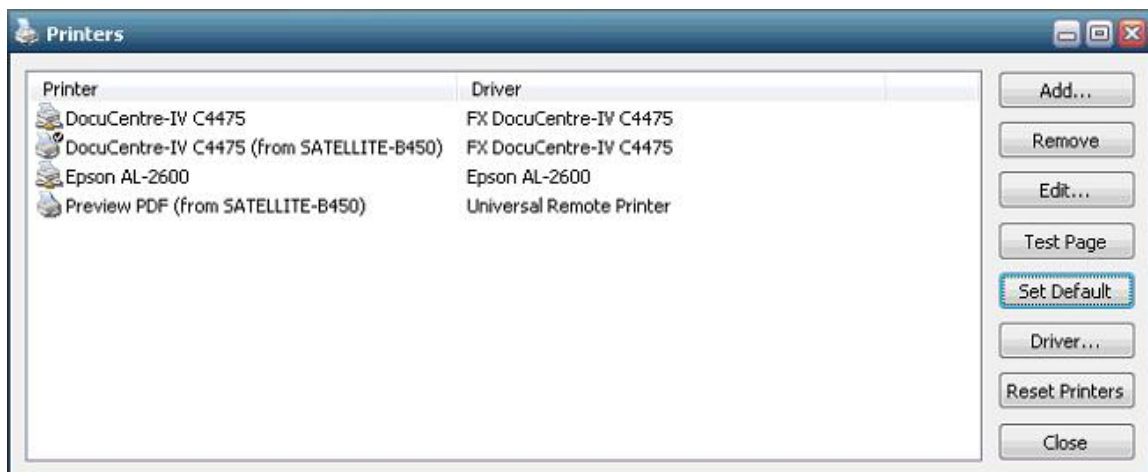 Printers
Printer Driver
DocuCentre-IV C4475 FX DocuCentre-IV C4475
DocuCentre-IV C4475 (from SATELLITE-B450) FX DocuCentre-IV C4475
Epson AL-2600 Epson AL-2600
Preview PDF (from SATELLITE-B450) Universal Remote Printer
Add...
Remove
Edit...
Test Page
Set Default
Driver...
Reset Printers
Close